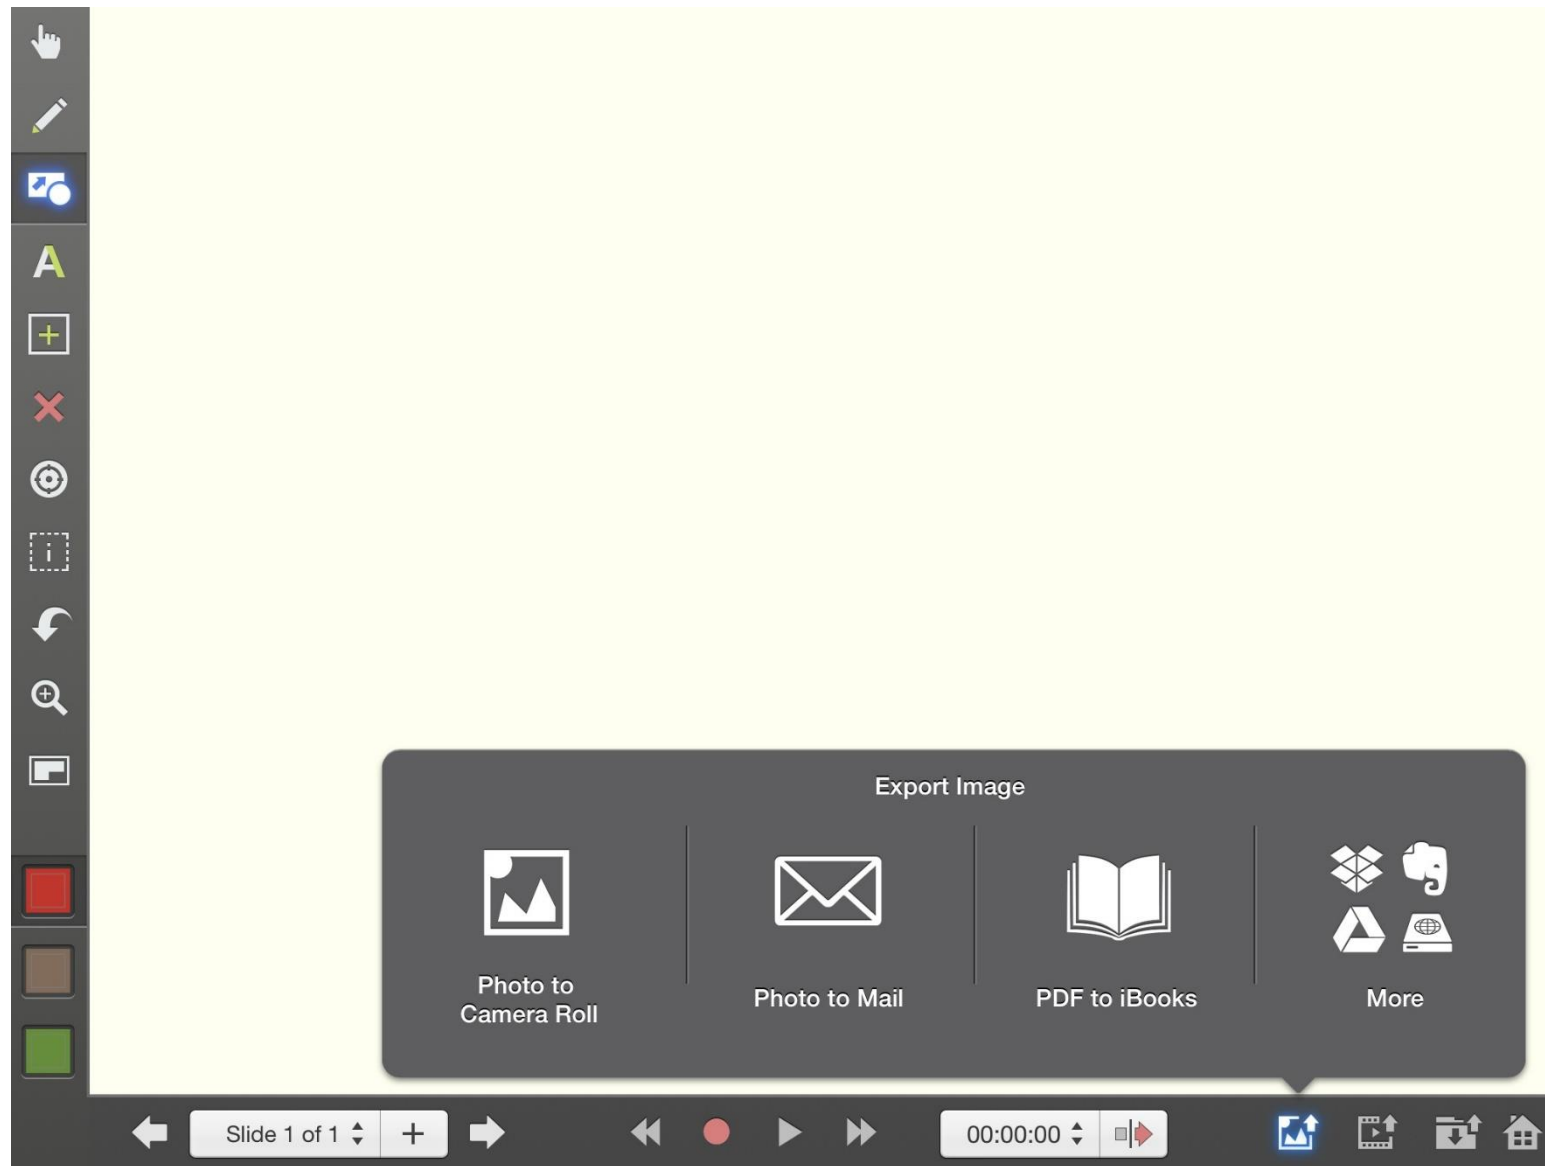 A
i
Export Image
Photo to
Camera Roll
Photo to Mail
PDF to iBooks
More
Slide 1 of 1
+
00:00:00